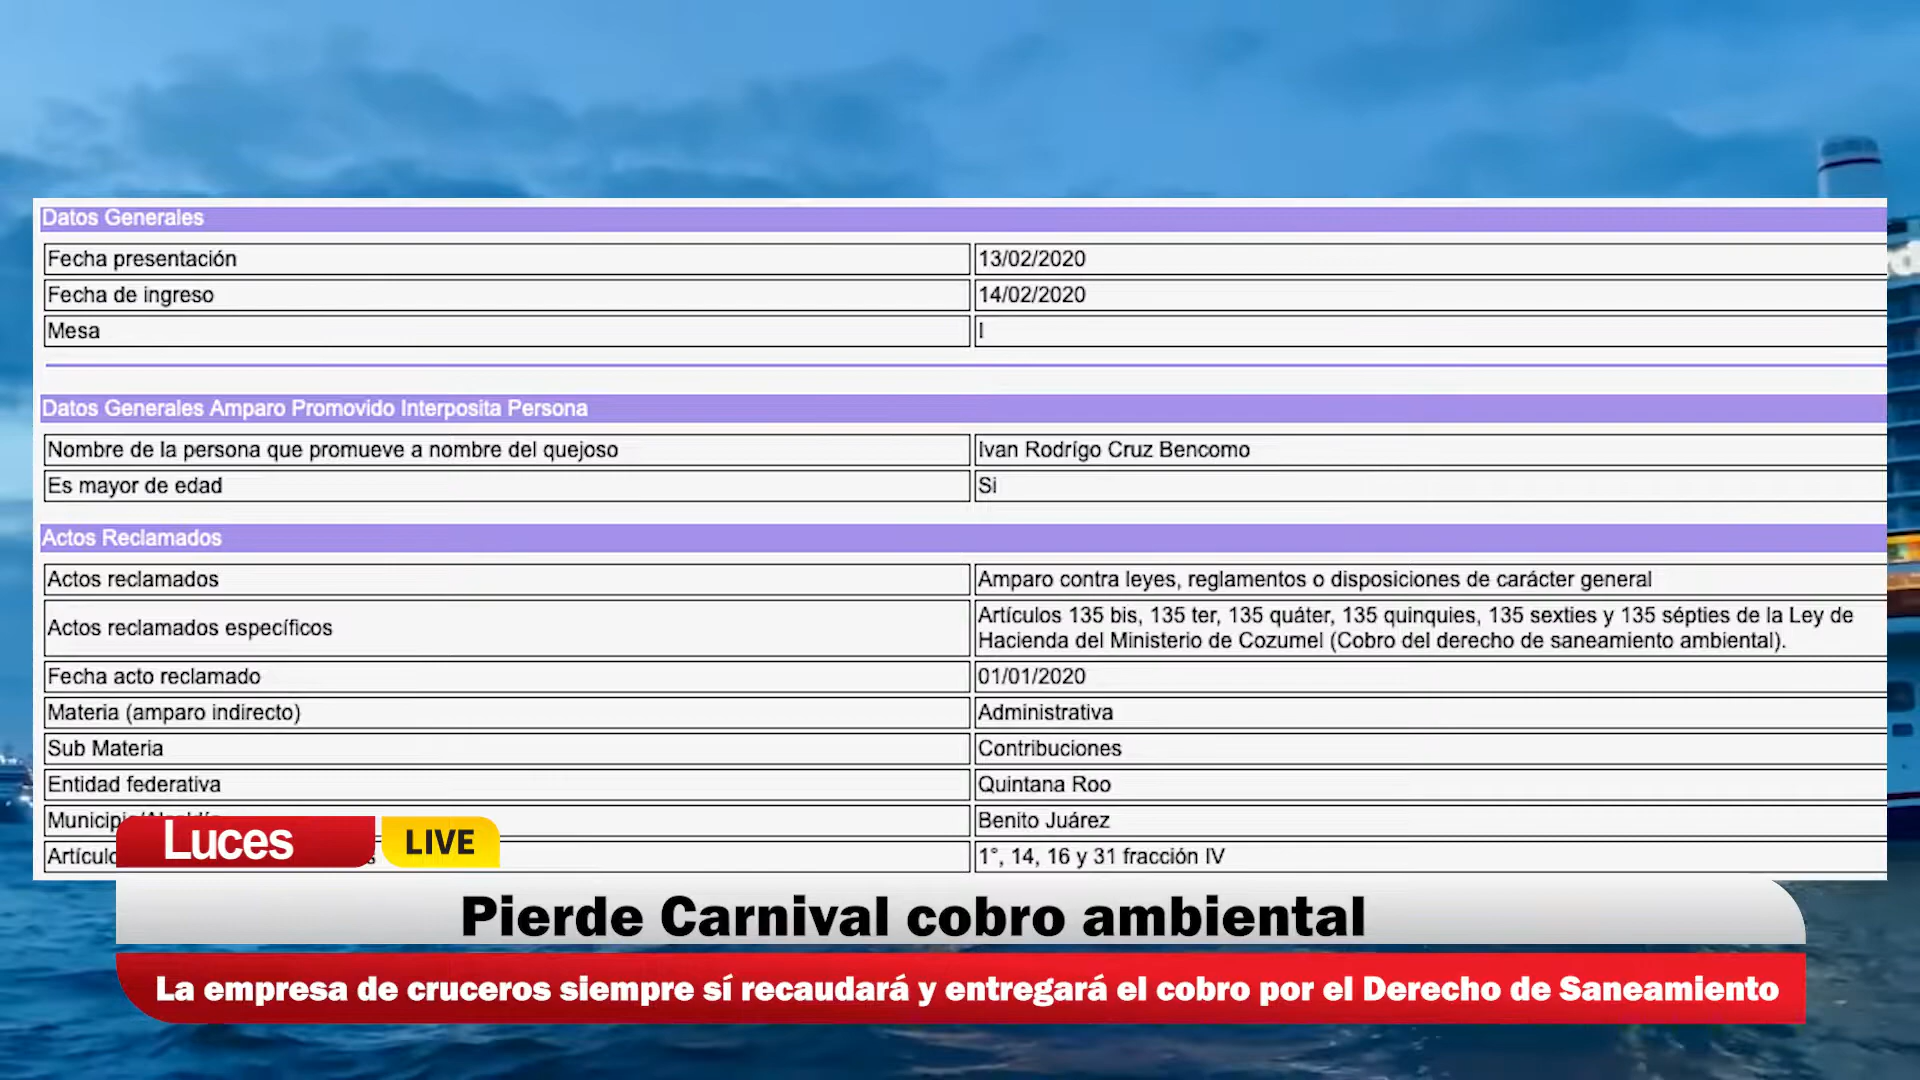 Datos Generales
Fecha presentación 13/02/2020
Fecha de ingreso 14/02/2020
Mesa I
Datos Generales Amparo Promovido Interposita Persona
Nombre de la persona que promueve a nombre del quejoso Ivan Rodrígo Cruz Bencomo
Es mayor de edad Si
Actos Reclamados
Actos reclamados Amparo contra leyes, reglamentos o disposiciones de carácter general
Actos reclamados específicos Artículos 135 bis, 135 ter, 135 quáter, 135 quinquies, 135 sexties y 135 sépties de la Ley de
Hacienda del Ministerio de Cozumel (Cobro del derecho de saneamiento ambiental).
Fecha acto reclamado 01/01/2020
Materia (amparo indirecto) Administrativa
Sub Materia Contribuciones
Entidad federativa Quintana Roo
Benito Juárez
1°, 14, 16 y 31 fracción IV
Luces LIVE
Pierde Carnival cobro ambiental
La empresa de cruceros siempre sí recaudará y entregará el cobro por el Derecho de Saneamiento